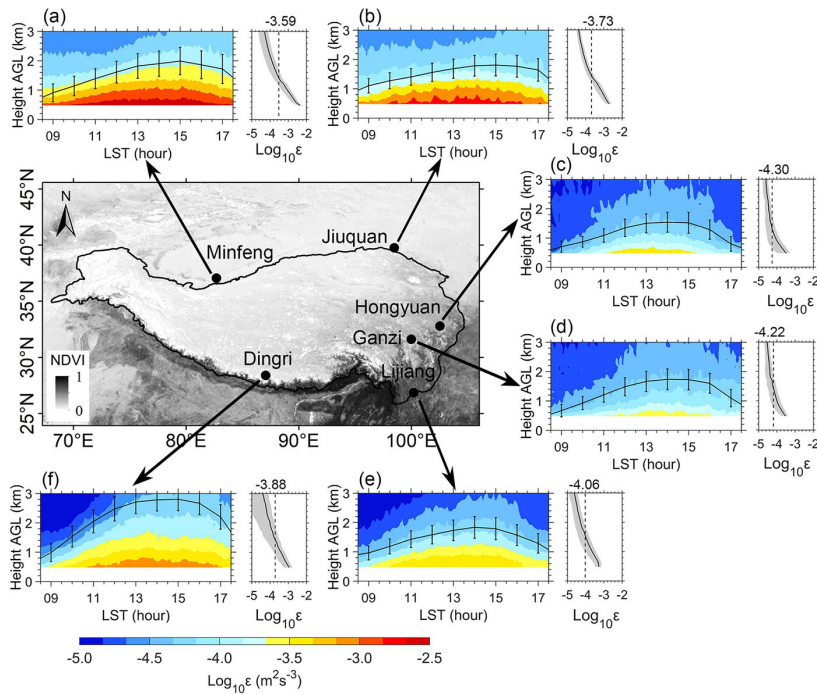 (a)
-3.59
(b)
-3.73
Height AGL (km)
3
2
1
0
09 11 13 15 17
LST (hour)
-5 -4 -3 -2
Log10ε
3
2
1
0
09 11 13 15 17
LST (hour)
-5 -4 -3 -2
Log10ε
(c)
-4.30
Height AGL (km)
3
2
1
0
09 11 13 15 17
LST (hour)
-5 -4 -3 -2
Log10ε
N
45°N
40°N
35°N
30°N
25°N
Minfeng
Jiuquan
Hongyuan
Ganzi
Dingri
Lijiang
NDVI
1
0
70°E 80°E 90°E 100°E
(d)
-4.22
Height AGL (km)
3
2
1
0
09 11 13 15 17
LST (hour)
-5 -4 -3 -2
Log10ε
(f)
-3.88
Height AGL (km)
3
2
1
0
09 11 13 15 17
LST (hour)
-5 -4 -3 -2
Log10ε
(e)
-4.06
3
2
1
0
09 11 13 15 17
LST (hour)
-5 -4 -3 -2
Log10ε
-5.0 -4.5 -4.0 -3.5 -3.0 -2.5
Log10ε (m²s⁻³)